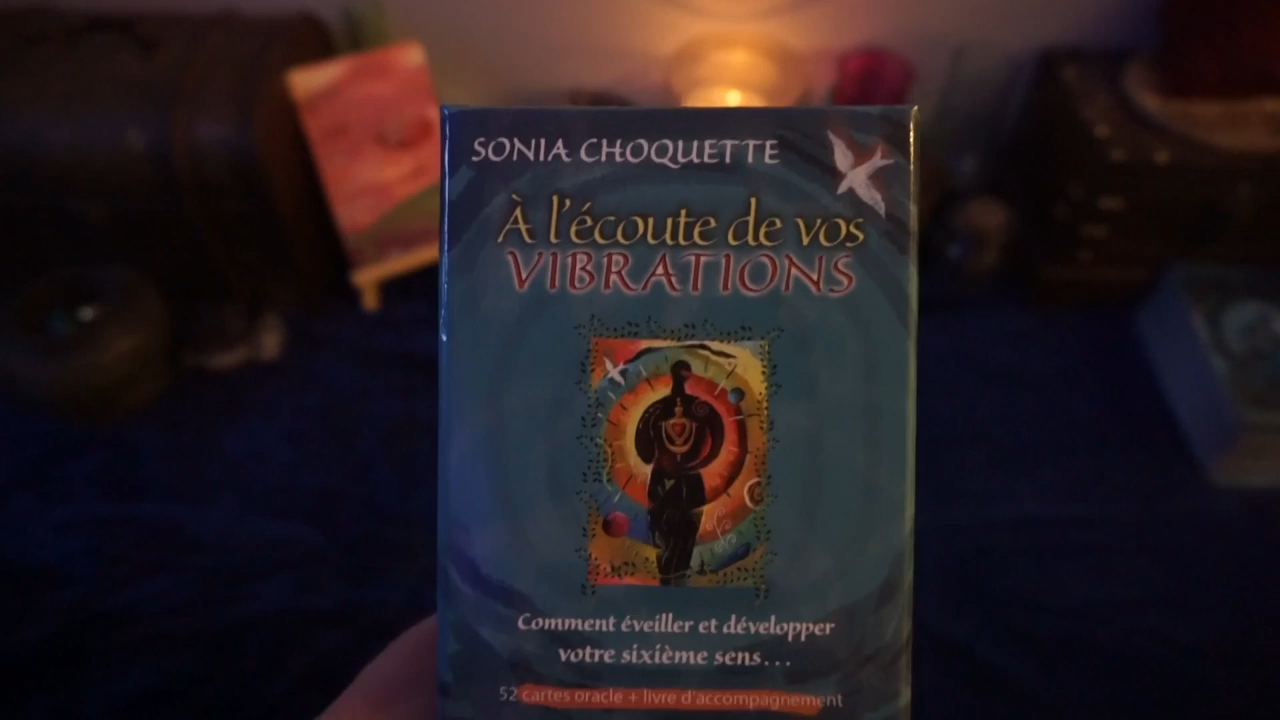 SONIA CHOQUETTE
À l'écoute de vos
VIBRATIONS
Comment éveiller et développer
votre sixième sens...
52 cartes oracle + livre d'accompagnement